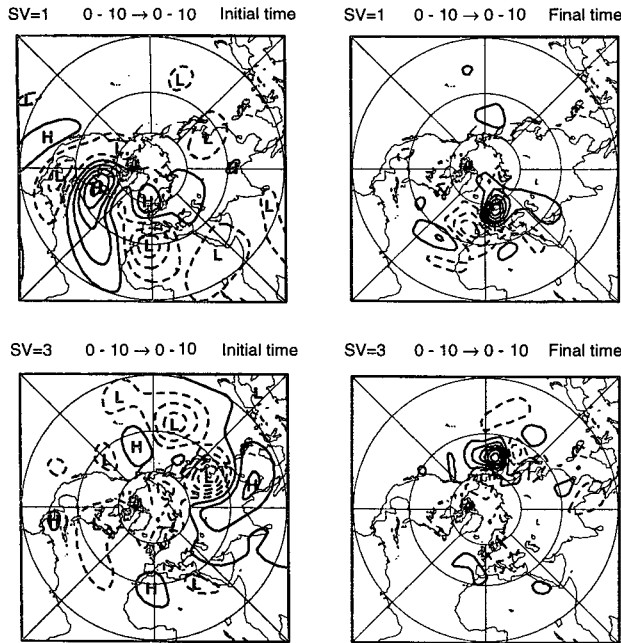 SV=1 0 - 10 → 0 - 10 Initial time
SV=1 0 - 10 → 0 - 10 Final time
L
L
L
H
L
H
L
L
L
SV=3 0 - 10 → 0 - 10 Initial time
SV=3 0 - 10 → 0 - 10 Final time
L
L
H
L
L
H
H
H
L